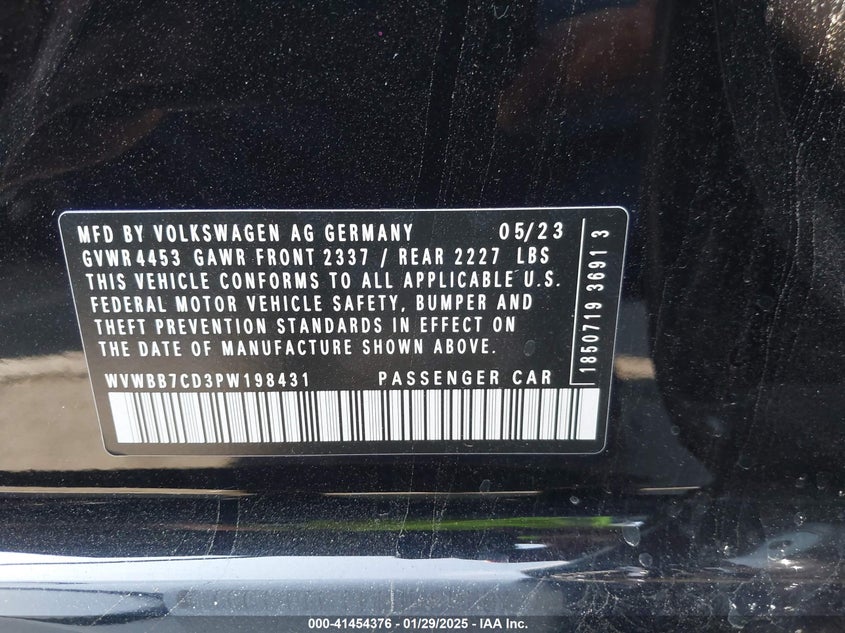 MFD BY VOLKSWAGEN AG GERMANY 05/23
GVWR4453 GAWR FRONT 2337 / REAR 2227 LBS
THIS VEHICLE CONFORMS TO ALL APPLICABLE U.S.
FEDERAL MOTOR VEHICLE SAFETY, BUMPER AND
THEFT PREVENTION STANDARDS IN EFFECT ON
THE DATE OF MANUFACTURE SHOWN ABOVE.
WVWBB7CD3PW198431 PASSENGER CAR
1850719 3691 3
000-41454376 - 01/29/2025 - IAA Inc.